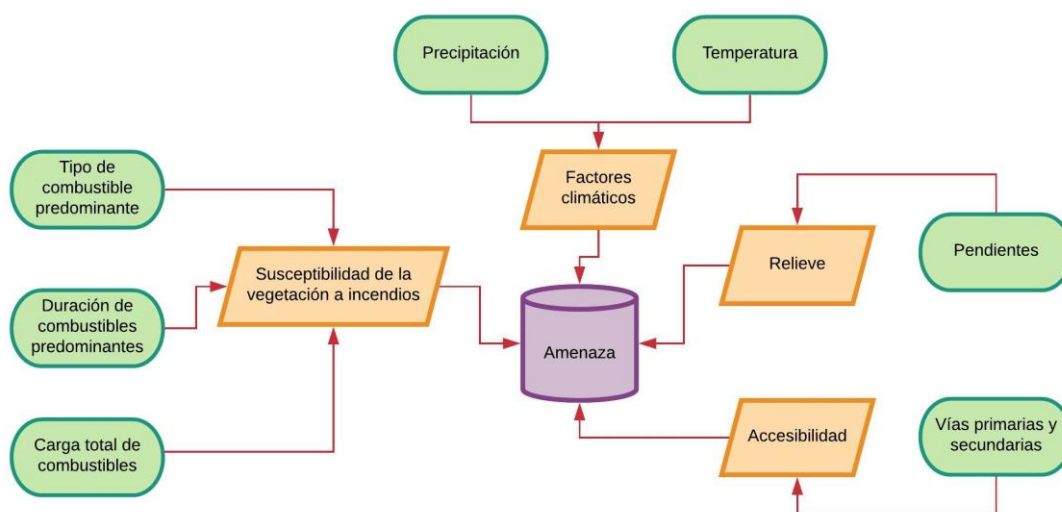 Precipitación
Temperatura
Tipo de
combustible
predominante
Factores
climáticos
Susceptibilidad de la
vegetación a incendios
Relieve
Pendientes
Duración de
combustibles
predominantes
Amenaza
Carga total de
combustibles
Accesibilidad
Vías primarias y
secundarias